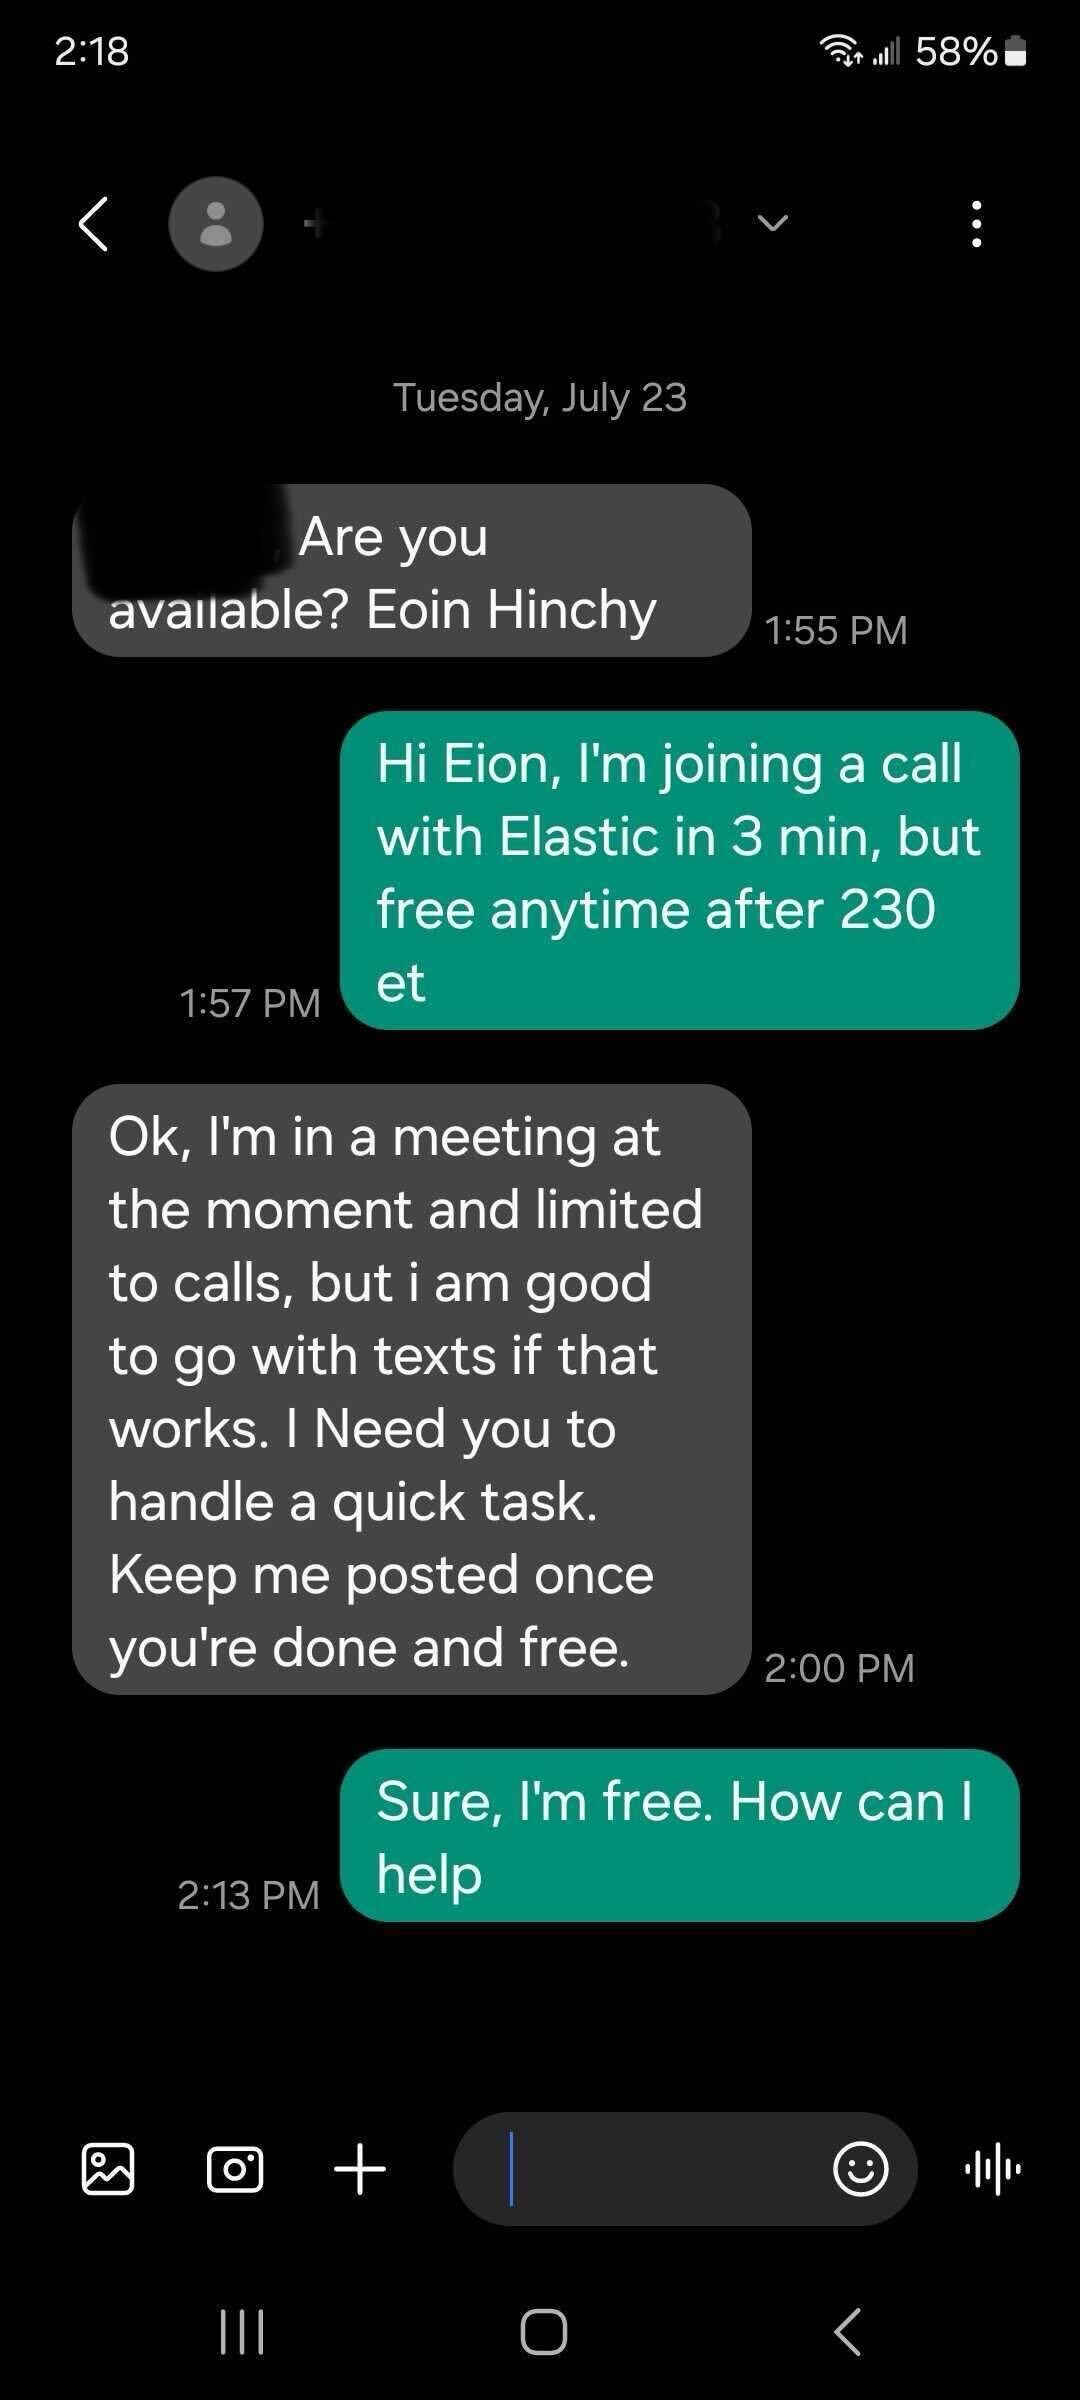 2:18
58%
Tuesday, July 23
Are you
available? Eoin Hinchy
1:55 PM
Hi Eion, I'm joining a call
with Elastic in 3 min, but
free anytime after 230
et
1:57 PM
Ok, I'm in a meeting at
the moment and limited
to calls, but i am good
to go with texts if that
works. I Need you to
handle a quick task.
Keep me posted once
you're done and free.
2:00 PM
Sure, I'm free. How can I
help
2:13 PM